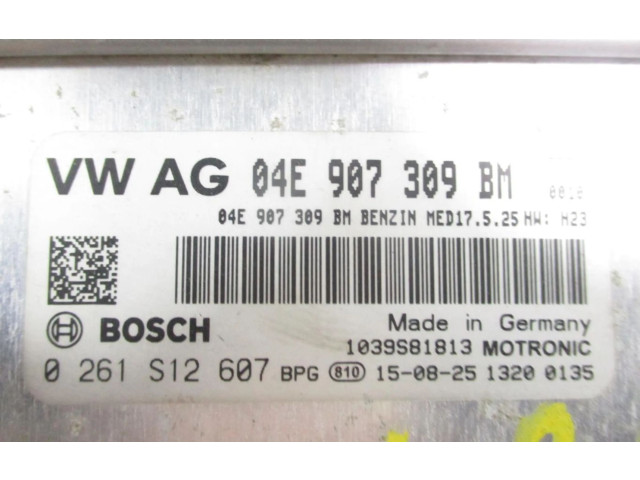 VW AG 04E 907 309 BM
04E 907 309 BM BENZIN MED17.5.25 HW: H23
BOSCH
Made in Germany
1039S81813 MOTRONIC
0 261 S12 607 BPG 810 15-08-25 1320 0135